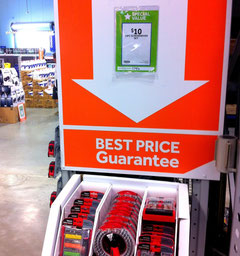 SPECIAL
VALUE
$10
BEST PRICE
Guarantee